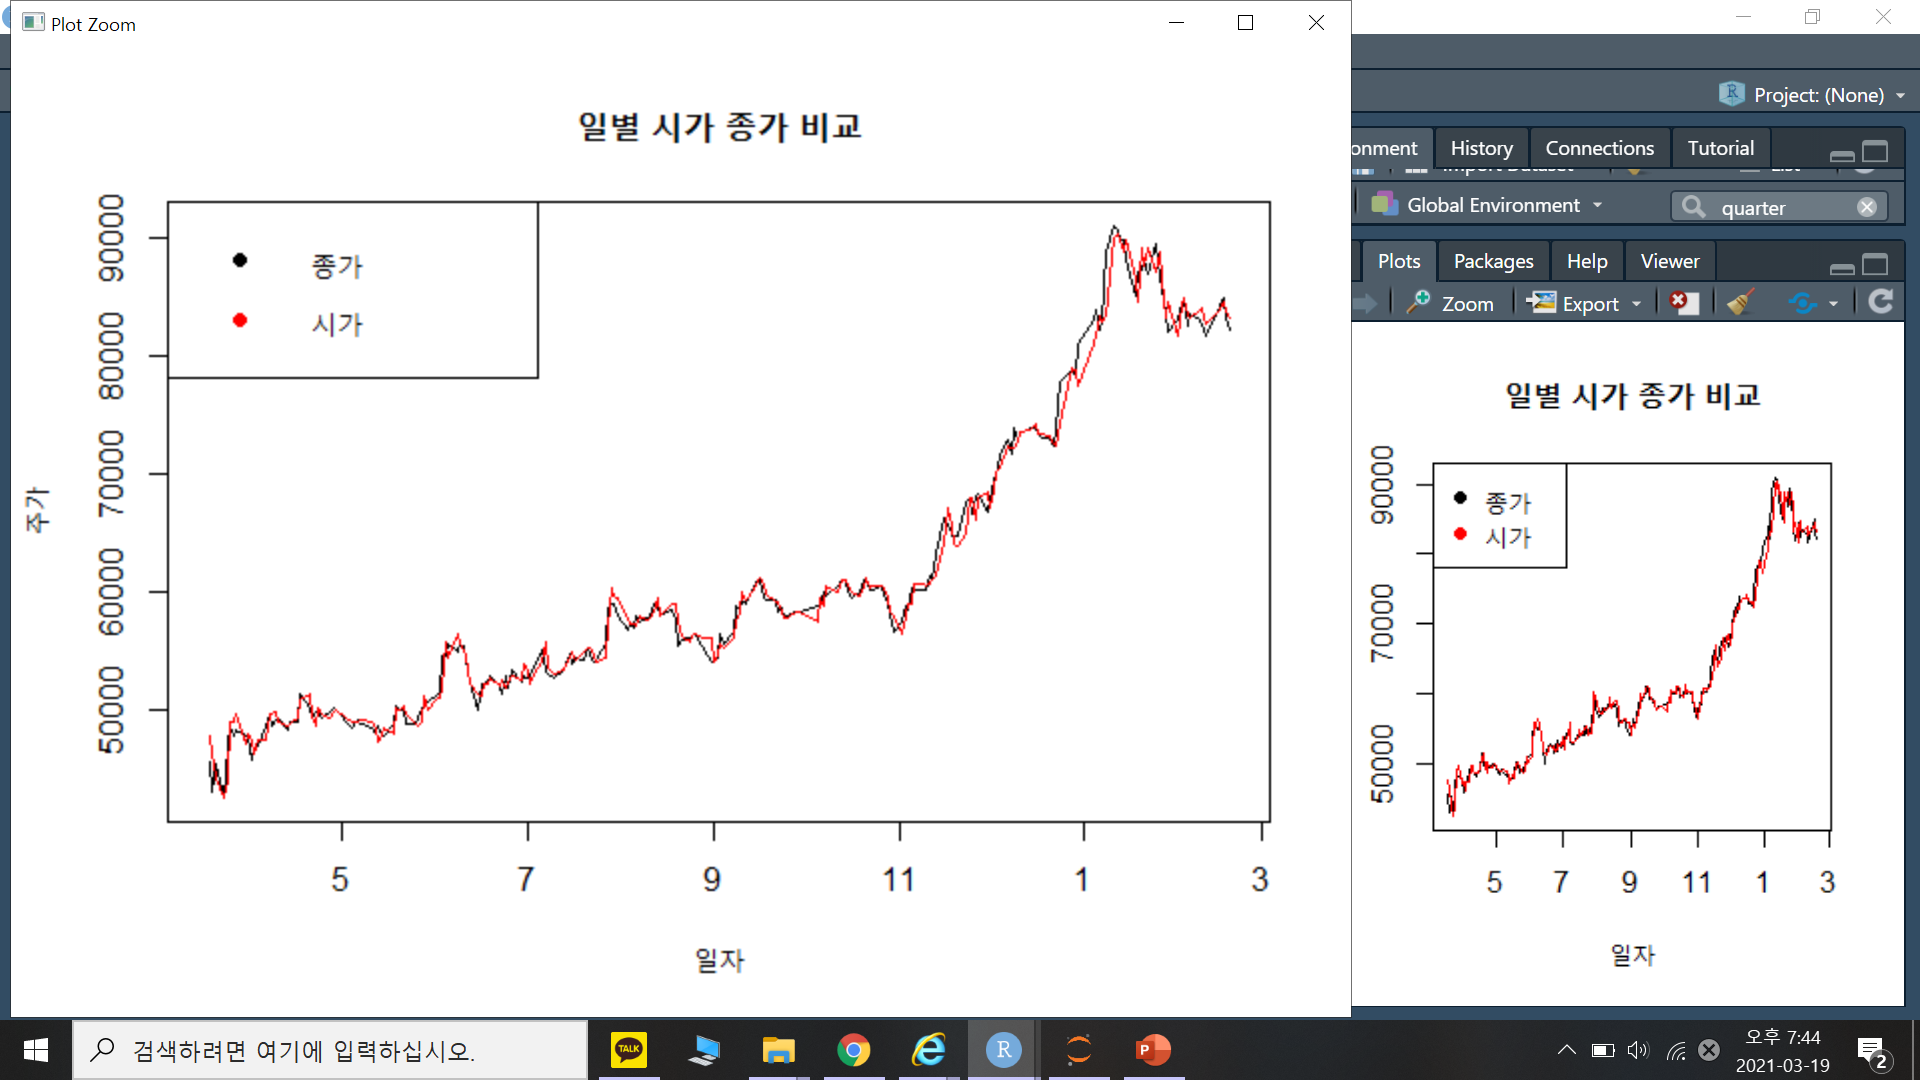 Plot Zoom
일별 시가 종가 비교
90000
80000
70000
60000
50000
주가
종가
시가
5 7 9 11 1 3
일자
Project: (None)
onment History Connections Tutorial
Global Environment
quarter
Plots Packages Help Viewer
Zoom Export
일별 시가 종가 비교
90000
70000
50000
종가
시가
5 7 9 11 1 3
일자
검색하려면 여기에 입력하십시오.
TALK
R
P
오후 7:44
2021-03-19
2